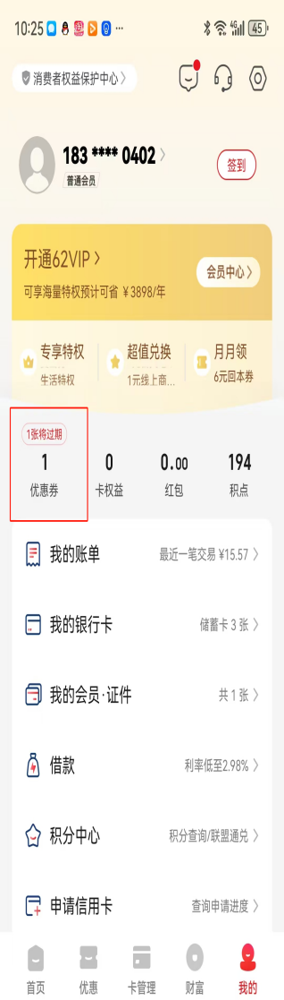 10:25 4G 45
消费者权益保护中心
183 **** 0402
普通会员
签到
开通62VIP
可享海量特权预计可省 ¥3898/年
会员中心
专享特权 超值兑换 月月领
生活特权 1元线上商... 6元回本券
1张将过期
1 0 0.00 194
优惠券 卡权益 红包 积点
我的账单 最近一笔交易 ¥15.57
我的银行卡 储蓄卡 3 张
我的会员·证件 共 1 张
借款 利率低至2.98%
积分中心 积分查询/联盟通兑
申请信用卡 查询申请进度
首页 优惠 卡管理 财富 我的